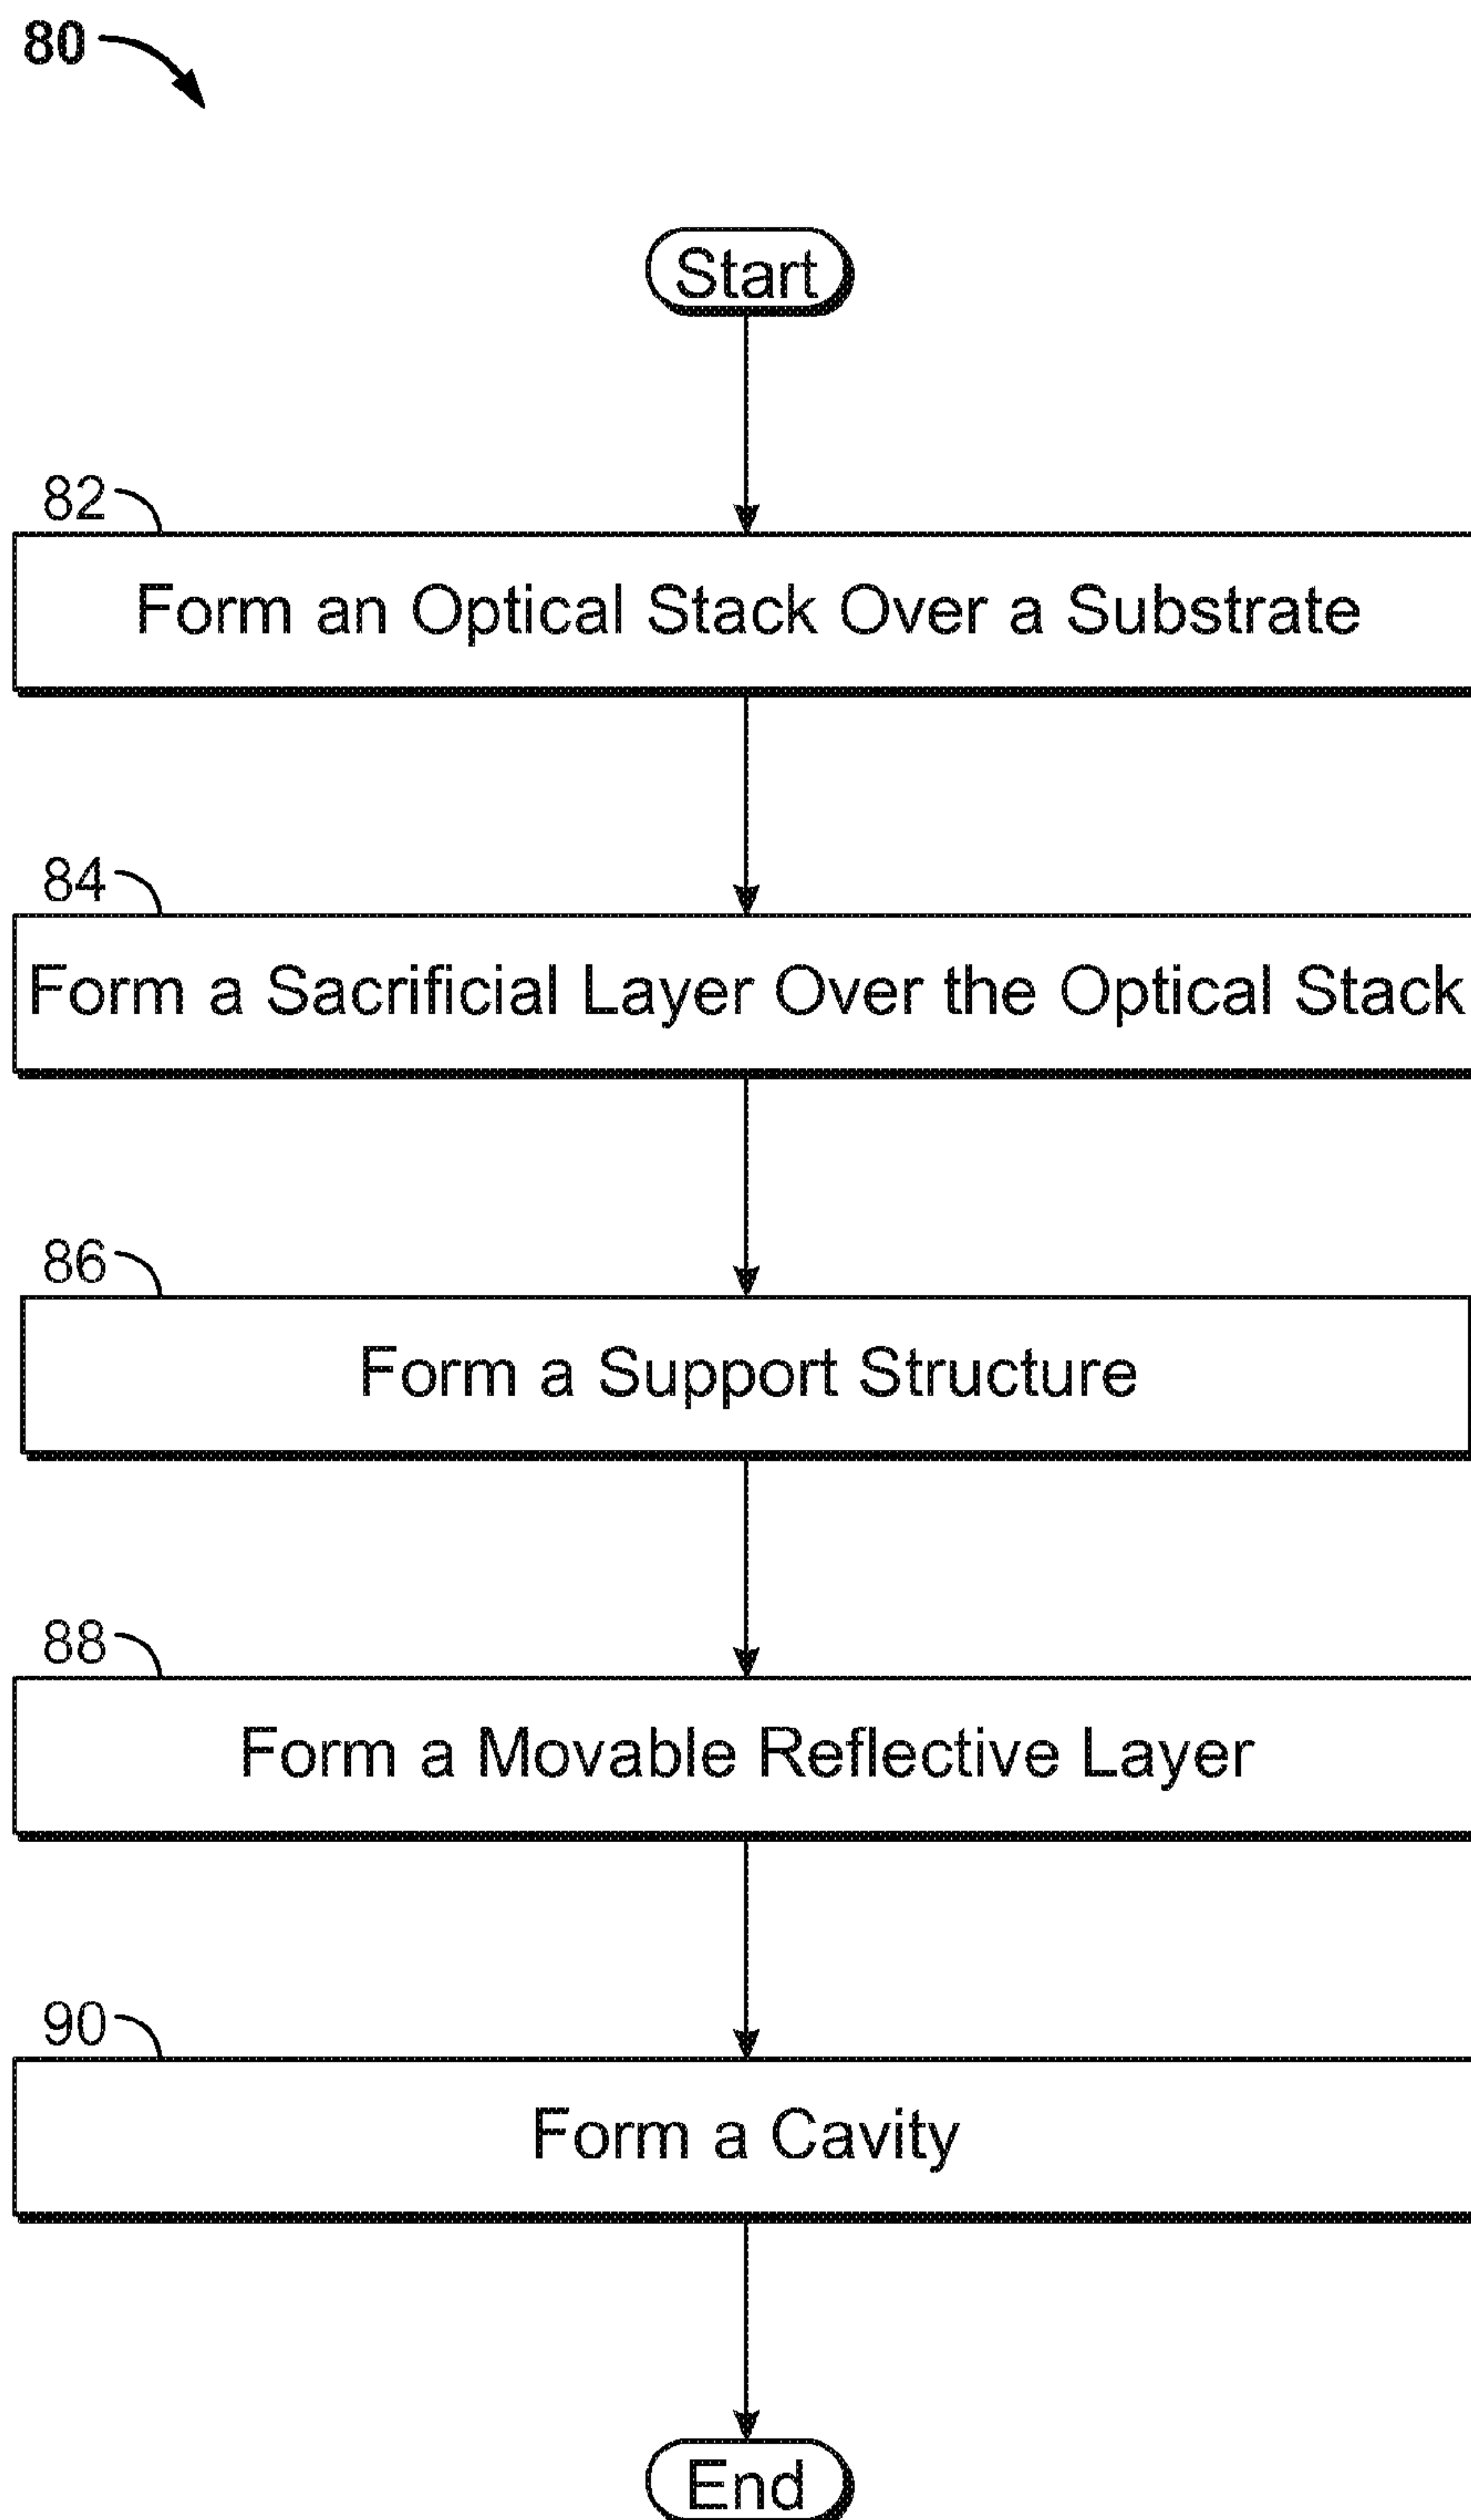 80
Start
82
Form an Optical Stack Over a Substrate
84
Form a Sacrificial Layer Over the Optical Stack
86
Form a Support Structure
88
Form a Movable Reflective Layer
90
Form a Cavity
End